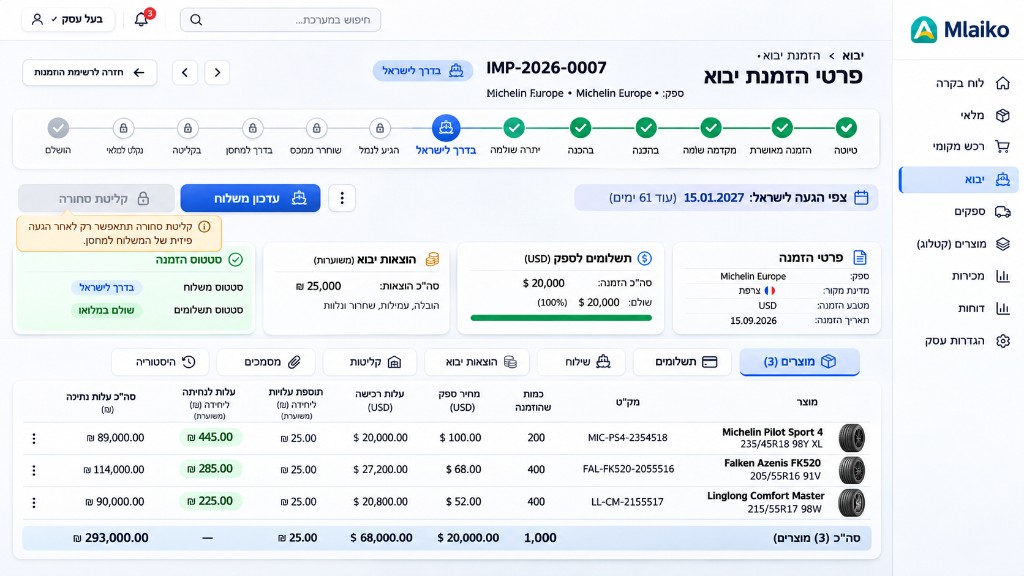 Mlaiko
לוח בקרה
מלאי
רכש מקומי
יבוא
ספקים
מוצרים (קטלוג)
מכירות
דוחות
הגדרות עסק
חיפוש במערכת...
3
בעל עסק
יבוא > הזמנת יבוא
פרטי הזמנת יבוא
IMP-2026-0007
בדרך לישראל
ספק: • Michelin Europe • Michelin Europe
חזרה לרשימת הזמנות
טיוטה
הזמנה מאושרת
מקדמה שולמה
בהכנה
בהכנה
יתרה שולמה
בדרך לישראל
הגיע לנמל
שוחרר ממכס
בדרך למחסן
בקליטה
נקלט למלאי
הושלם
צפי הגעה לישראל: 15.01.2027 (עוד 61 ימים)
עדכון משלוח
קליטת סחורה
קליטת סחורה תתאפשר רק לאחר הגעה
פיזית של המשלוח למחסן.
פרטי הזמנה
ספק: Michelin Europe
מדינת מקור: צרפת
מטבע הזמנה: USD
תאריך הזמנה: 15.09.2026
תשלומים לספק (USD)
סה"כ הזמנה: $ 20,000
שולם: $ 20,000 (100%)
הוצאות יבוא (משוערות)
סה"כ הוצאות: ₪ 25,000
הובלה, עמילות, שחרור ונלוות
סטטוס הזמנה
סטטוס משלוח בדרך לישראל
סטטוס תשלומים שולם במלואו
מוצרים (3)
תשלומים
שילוח
הוצאות יבוא
קליטות
מסמכים
היסטוריה
מוצר
מק"ט
כמות
שהוזמנה
מחיר ספק
(USD)
עלות רכישה
(USD)
תוספת עלויות
ליחידה (₪)
(משוערת)
עלות לנחיתה
ליחידה (₪)
(משוערת)
סה"כ עלות נתיכה
(₪)
Michelin Pilot Sport 4
235/45R18 98Y XL
MIC-PS4-2354518
200
$ 100.00
$ 20,000.00
₪ 25.00
₪ 445.00
₪ 89,000.00
Falken Azenis FK520
205/55R16 91V
FAL-FK520-2055516
400
$ 68.00
$ 27,200.00
₪ 25.00
₪ 285.00
₪ 114,000.00
Linglong Comfort Master
215/55R17 98W
LL-CM-2155517
400
$ 52.00
$ 20,800.00
₪ 25.00
₪ 225.00
₪ 90,000.00
סה"כ (3 מוצרים)
1,000
$ 20,000.00
$ 68,000.00
₪ 25.00
—
₪ 293,000.00